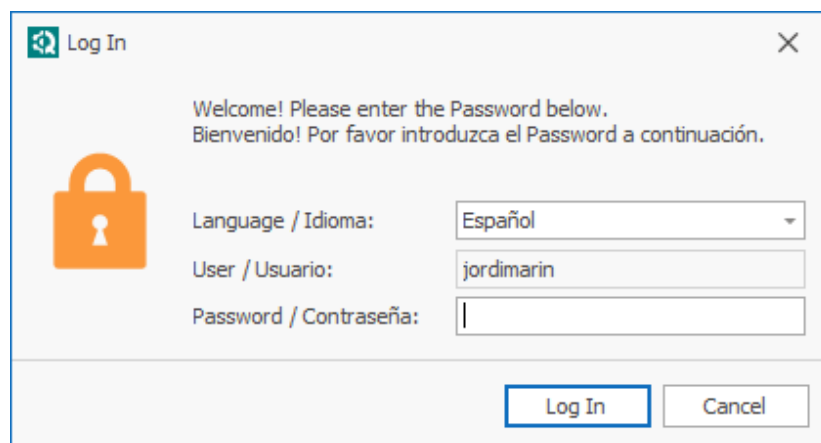 Log In
Welcome! Please enter the Password below.
Bienvenido! Por favor introduzca el Password a continuación.
Language / Idioma: Español
User / Usuario: jordimarin
Password / Contraseña:
Log In Cancel